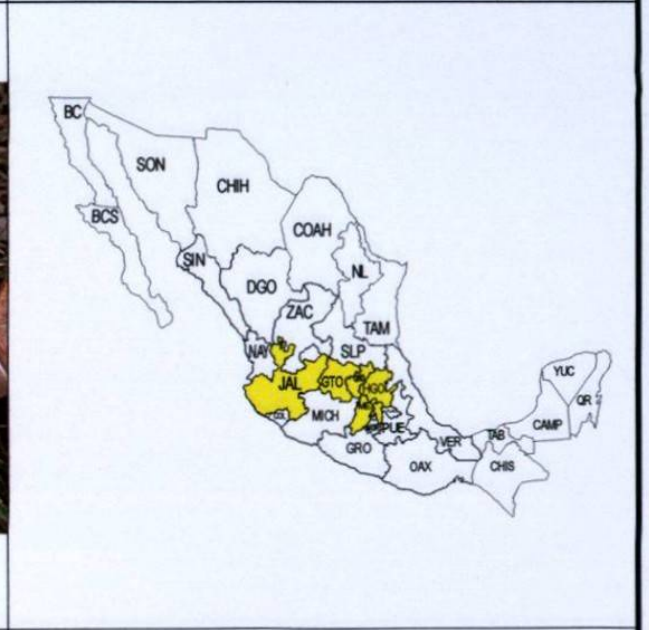 BC
SON
CHIH
BCS
COAH
SIN
NL
DGO
ZAC
TAM
NAY
SLP
JAL
GTO
HGO
MICH
PUE
GRO
VER
OAX
TAB
CHIS
CAMP
YUC
QR